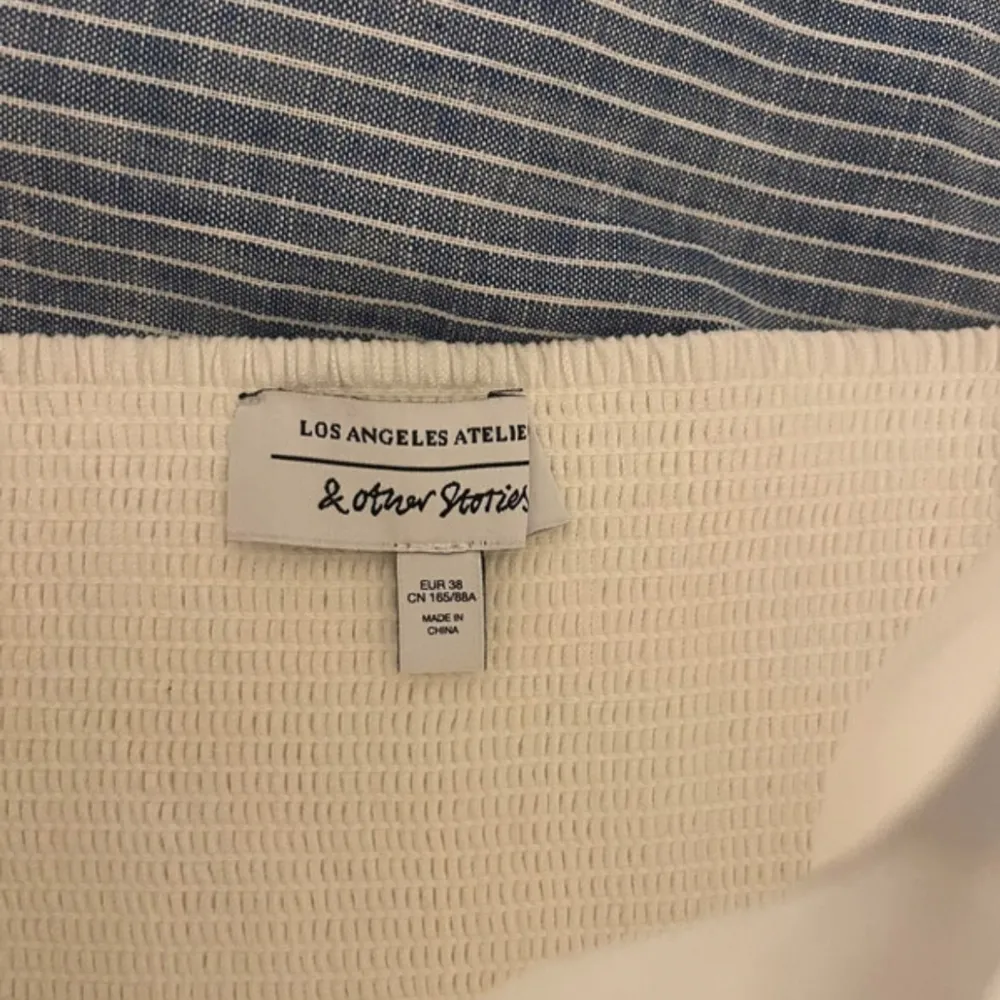 LOS ANGELES ATELIE
& other Stories
EUR 38
CN 165/88A
MADE IN
CHINA